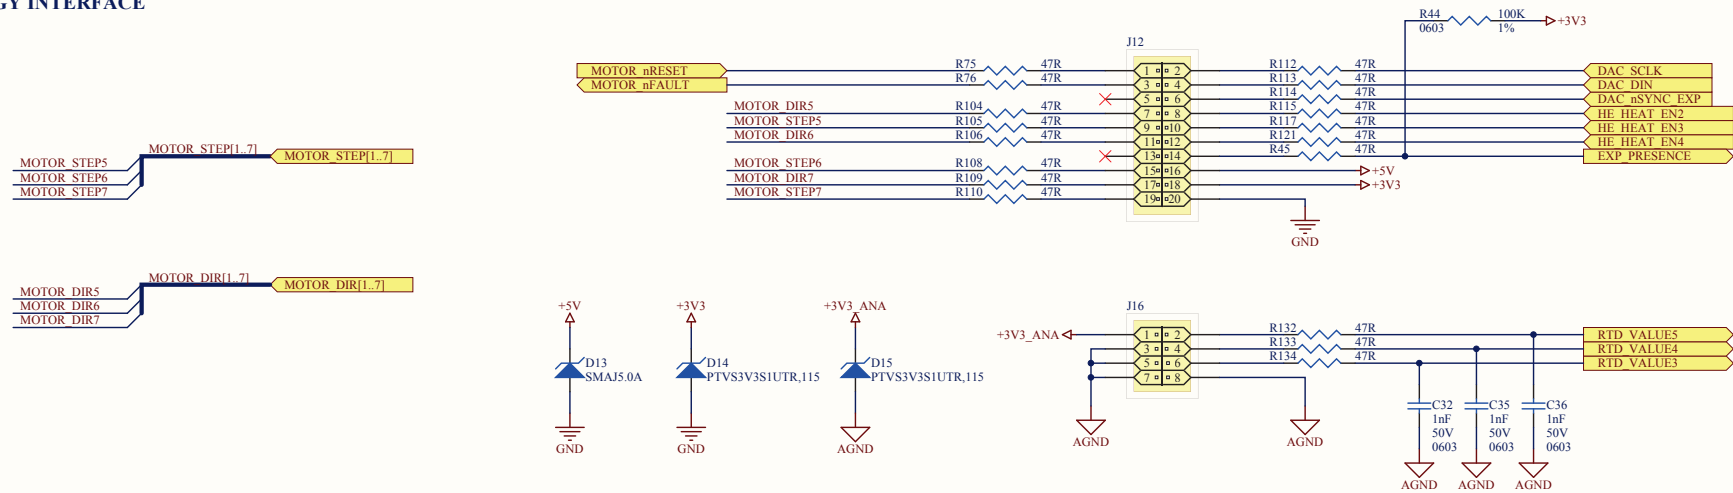 GY INTERFACE
R44 100K +3V3
0603 1%
J12
MOTOR_nRESET R75 47R 1 2 R112 47R DAC_SCLK
MOTOR_nFAULT R76 47R 3 4 R113 47R DAC_DIN
5 6 R114 47R DAC_nSYNC_EXP
MOTOR_DIR5 R104 47R 7 8 R115 47R HE_HEAT_EN2
MOTOR_STEP5 R105 47R 9 10 R117 47R HE_HEAT_EN3
MOTOR_DIR6 R106 47R 11 12 R121 47R HE_HEAT_EN4
13 14 R45 47R EXP_PRESENCE
MOTOR_STEP6 R108 47R 15 16 +5V
MOTOR_DIR7 R109 47R 17 18 +3V3
MOTOR_STEP7 R110 47R 19 20
GND
MOTOR_STEP[1..7] MOTOR_STEP[1..7]
MOTOR_STEP5
MOTOR_STEP6
MOTOR_STEP7
MOTOR_DIR[1..7] MOTOR_DIR[1..7]
MOTOR_DIR5
MOTOR_DIR6
MOTOR_DIR7
+5V +3V3 +3V3_ANA
D13 D14 D15
SMAJ5.0A PTVS3V3S1UTR,115 PTVS3V3S1UTR,115
GND GND AGND
J16
+3V3_ANA 1 2 R132 47R RTD_VALUE5
3 4 R133 47R RTD_VALUE4
5 6 R134 47R RTD_VALUE3
7 8
AGND AGND
C32 C35 C36
1nF 1nF 1nF
50V 50V 50V
0603 0603 0603
AGND AGND AGND